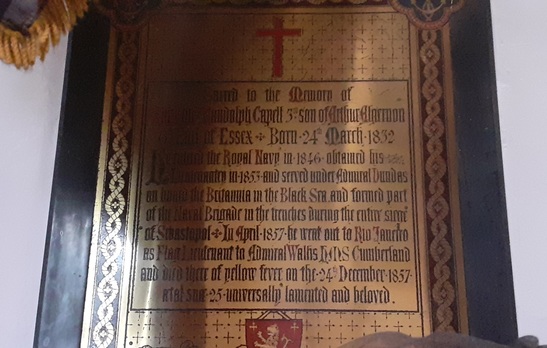 Sacred to the Memory of
Randolph Capell 3rd son of Arthur Algernon
of Essex · Born 24th March 1832
the Royal Navy in 1846 obtained his
Lieutenantcy in 1853 and served under Admiral Dundas
on board the Britannia in the Black Sea and formed part
of the Naval Brigade in the trenches during the entire siege
of Sebastopol · In April 1857 he went out to Rio Janeiro
as Flag Lieutenant to Admiral Wallis H.M.S Cumberland
and died there of yellow fever on the 24th December 1857
25 universally lamented and beloved